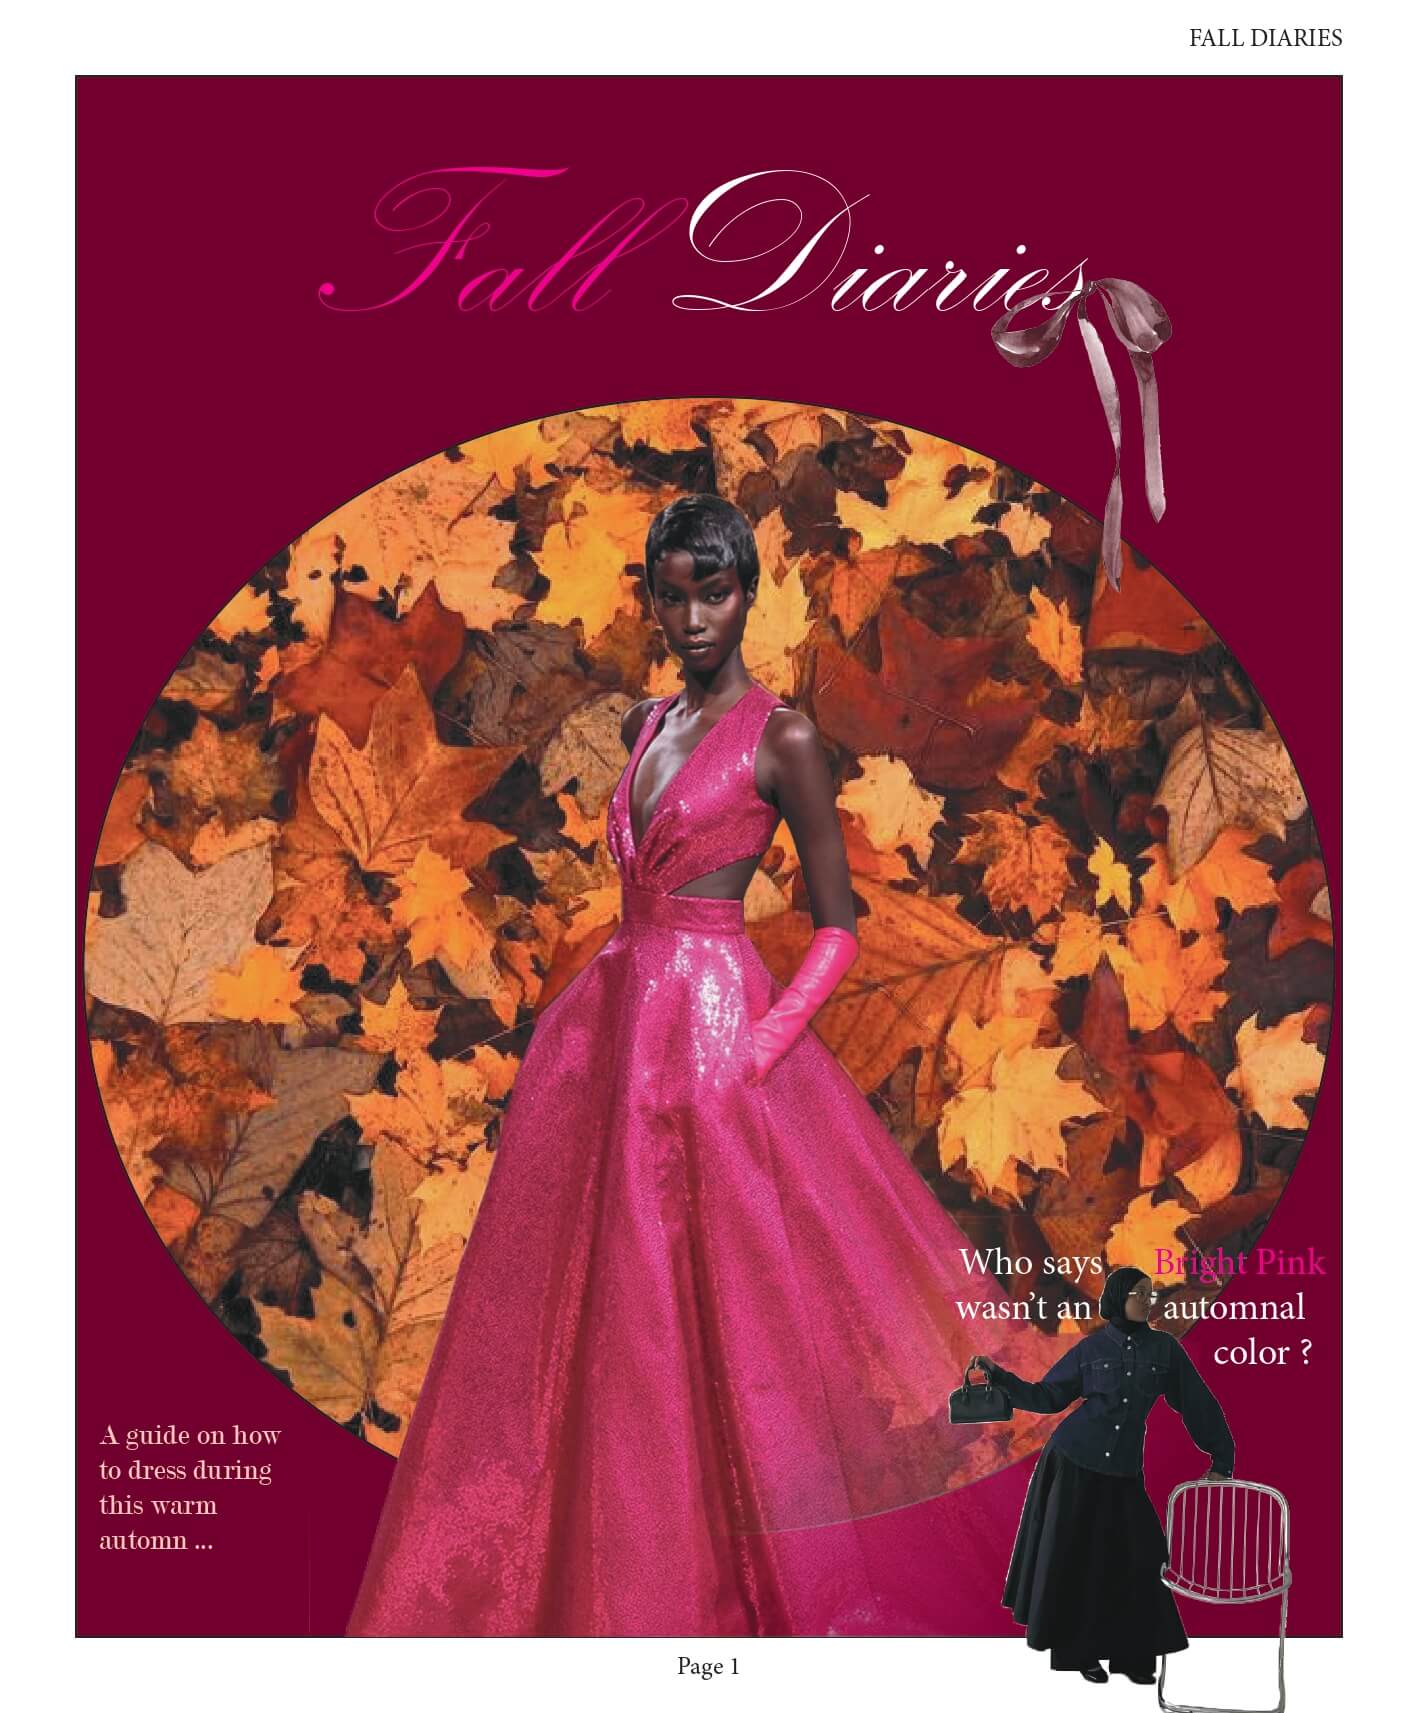 FALL DIARIES
Fall Diaries
Who says Bright Pink
wasn't an automnal
color ?
A guide on how
to dress during
this warm
automn ...
Page 1